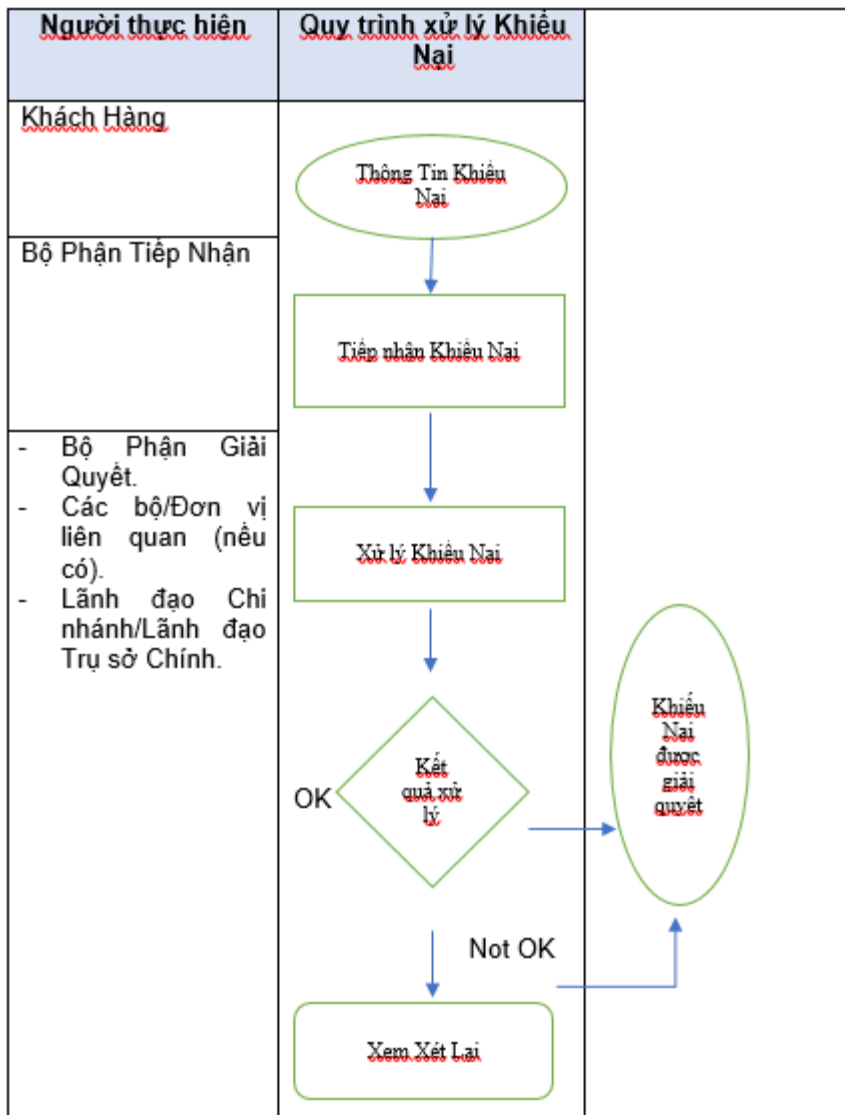 Người thực hiện
Quy trình xử lý Khiếu
Nại
Khách Hàng
Thông Tin Khiếu
Nại
Bộ Phận Tiếp Nhận
Tiếp nhận Khiếu Nại
- Bộ Phận Giải
Quyết.
- Các bộ/Đơn vị
liên quan (nếu
có).
- Lãnh đạo Chi
nhánh/Lãnh đạo
Trụ sở Chính.
Xử lý Khiếu Nại
Kết
quả xử
lý
OK
Khiếu
Nại
được
giải
quyết
Not OK
Xem Xét Lại